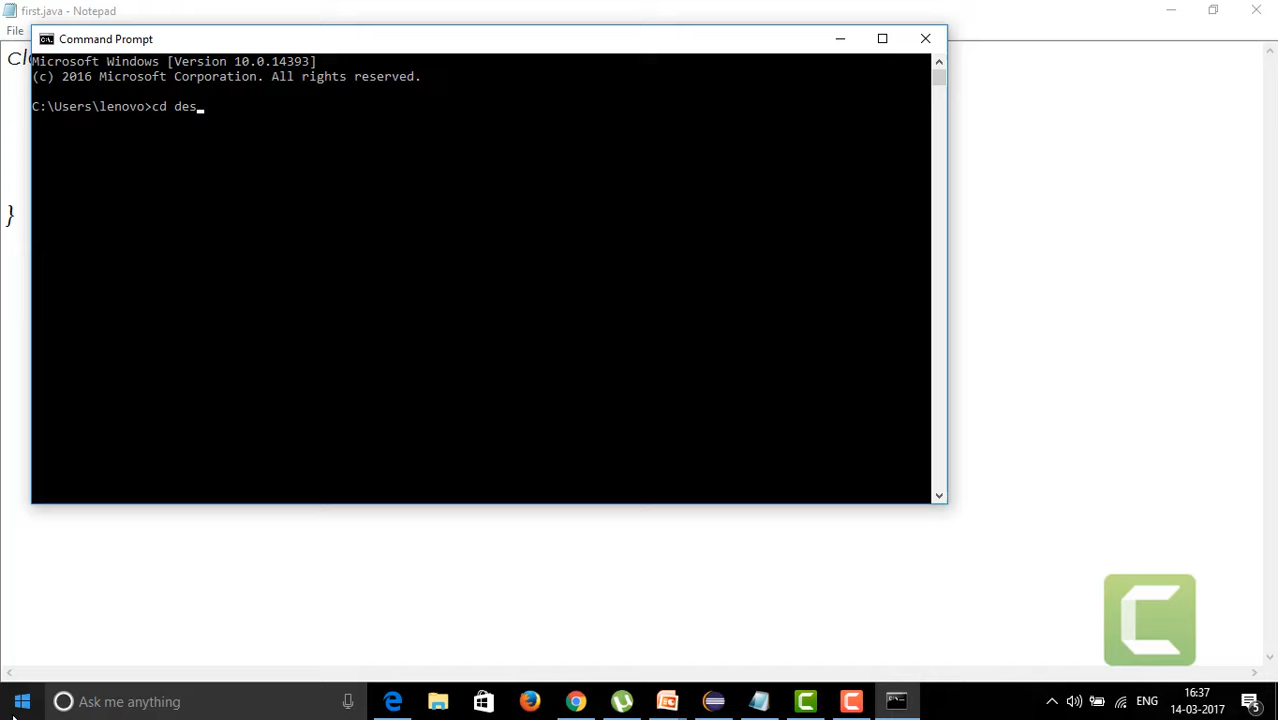 first.java - Notepad
File
Command Prompt
Microsoft Windows [Version 10.0.14393]
(c) 2016 Microsoft Corporation. All rights reserved.
C:\Users\lenovo>cd des
}
Ask me anything
ENG
16:37
14-03-2017
5